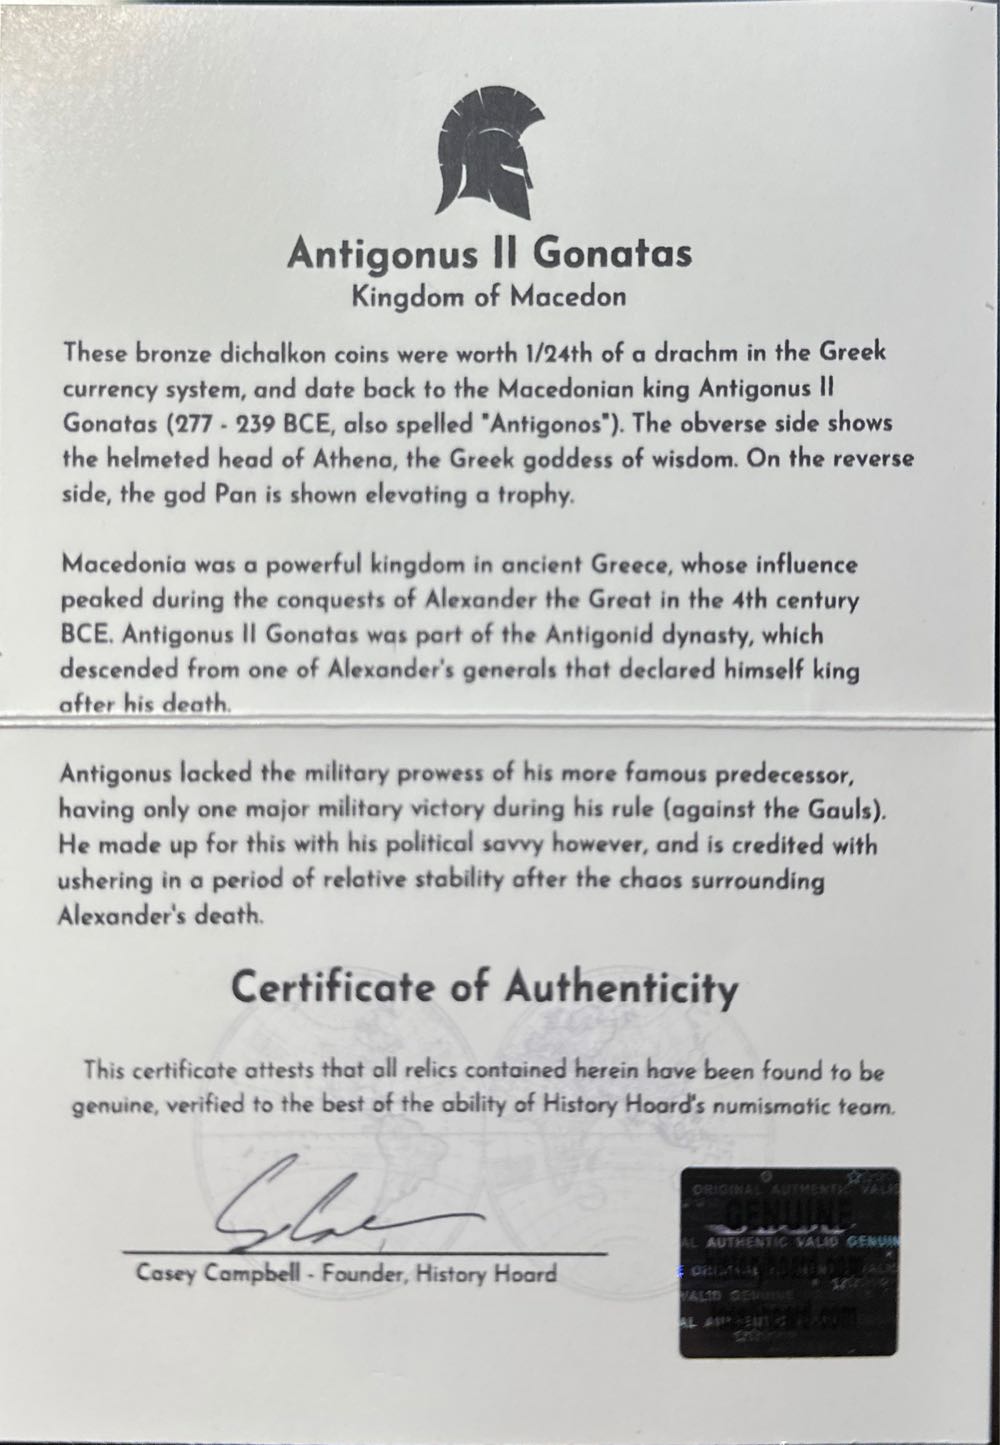 Antigonus II Gonatas
Kingdom of Macedon
These bronze dichalkon coins were worth 1/24th of a drachm in the Greek
currency system, and date back to the Macedonian king Antigonus II
Gonatas (277 - 239 BCE, also spelled "Antigonos"). The obverse side shows
the helmeted head of Athena, the Greek goddess of wisdom. On the reverse
side, the god Pan is shown elevating a trophy.
Macedonia was a powerful kingdom in ancient Greece, whose influence
peaked during the conquests of Alexander the Great in the 4th century
BCE. Antigonus II Gonatas was part of the Antigonid dynasty, which
descended from one of Alexander's generals that declared himself king
after his death.
Antigonus lacked the military prowess of his more famous predecessor,
having only one major military victory during his rule (against the Gauls).
He made up for this with his political savvy however, and is credited with
ushering in a period of relative stability after the chaos surrounding
Alexander's death.
Certificate of Authenticity
This certificate attests that all relics contained herein have been found to be
genuine, verified to the best of the ability of History Hoard's numismatic team.
Casey Campbell - Founder, History Hoard
ORIGINAL AUTHENTIC VALID
GENUINE
AL AUTHENTIC VALID GENUIN
VALID GENUINE